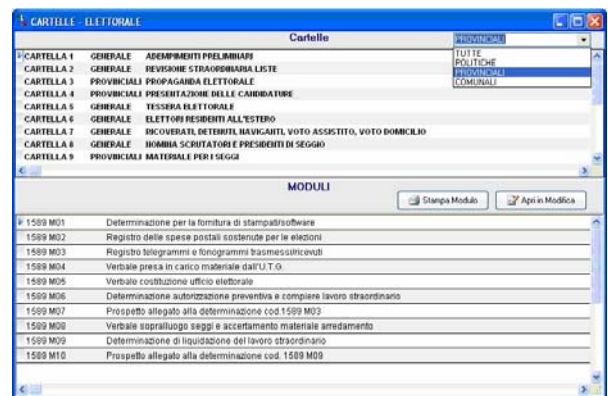 CARTELLE - ELETTORALE
Cartelle
PROVINCIALI
TUTTE
POLITICHE
PROVINCIALI
COMUNALI
CARTELLA 1 GENERALE ADEMPIMENTI PRELIMINARI
CARTELLA 2 GENERALE REVISIONE STRAORDINARIA LISTE
CARTELLA 3 PROVINCIALI PROPAGANDA ELETTORALE
CARTELLA 4 PROVINCIALI PRESENTAZIONE DELLE CANDIDATURE
CARTELLA 5 GENERALE TESSERA ELETTORALE
CARTELLA 6 GENERALE ELETTORI RESIDENTI ALL'ESTERO
CARTELLA 7 GENERALE RICOVERATI, DETENUTI, NAVIGANTI, VOTO ASSISTITO, VOTO DOMICILIO
CARTELLA 8 GENERALE NOMINA SCRUTATORI E PRESIDENTI DI SEGGIO
CARTELLA 9 PROVINCIALI MATERIALE PER I SEGGI
MODULI
Stampa Modulo
Apri in Modifica
1589 M01 Determinazione per la fornitura di stampati/software
1589 M02 Registro delle spese postali sostenute per le elezioni
1589 M03 Registro telegrammi e fonogrammi trasmessi/ricevuti
1589 M04 Verbale presa in carico materiale dall'U.T.G.
1589 M05 Verbale costituzione ufficio elettorale
1589 M06 Determinazione autorizzazione preventiva e compiere lavoro straordinario
1589 M07 Prospetto allegato alla determinazione cod.1589 M03
1589 M08 Verbale sopralluogo seggi e accertamento materiale arredamento
1589 M09 Determinazione di liquidazione del lavoro straordinario
1589 M10 Prospetto allegato alla determinazione cod. 1589 M09